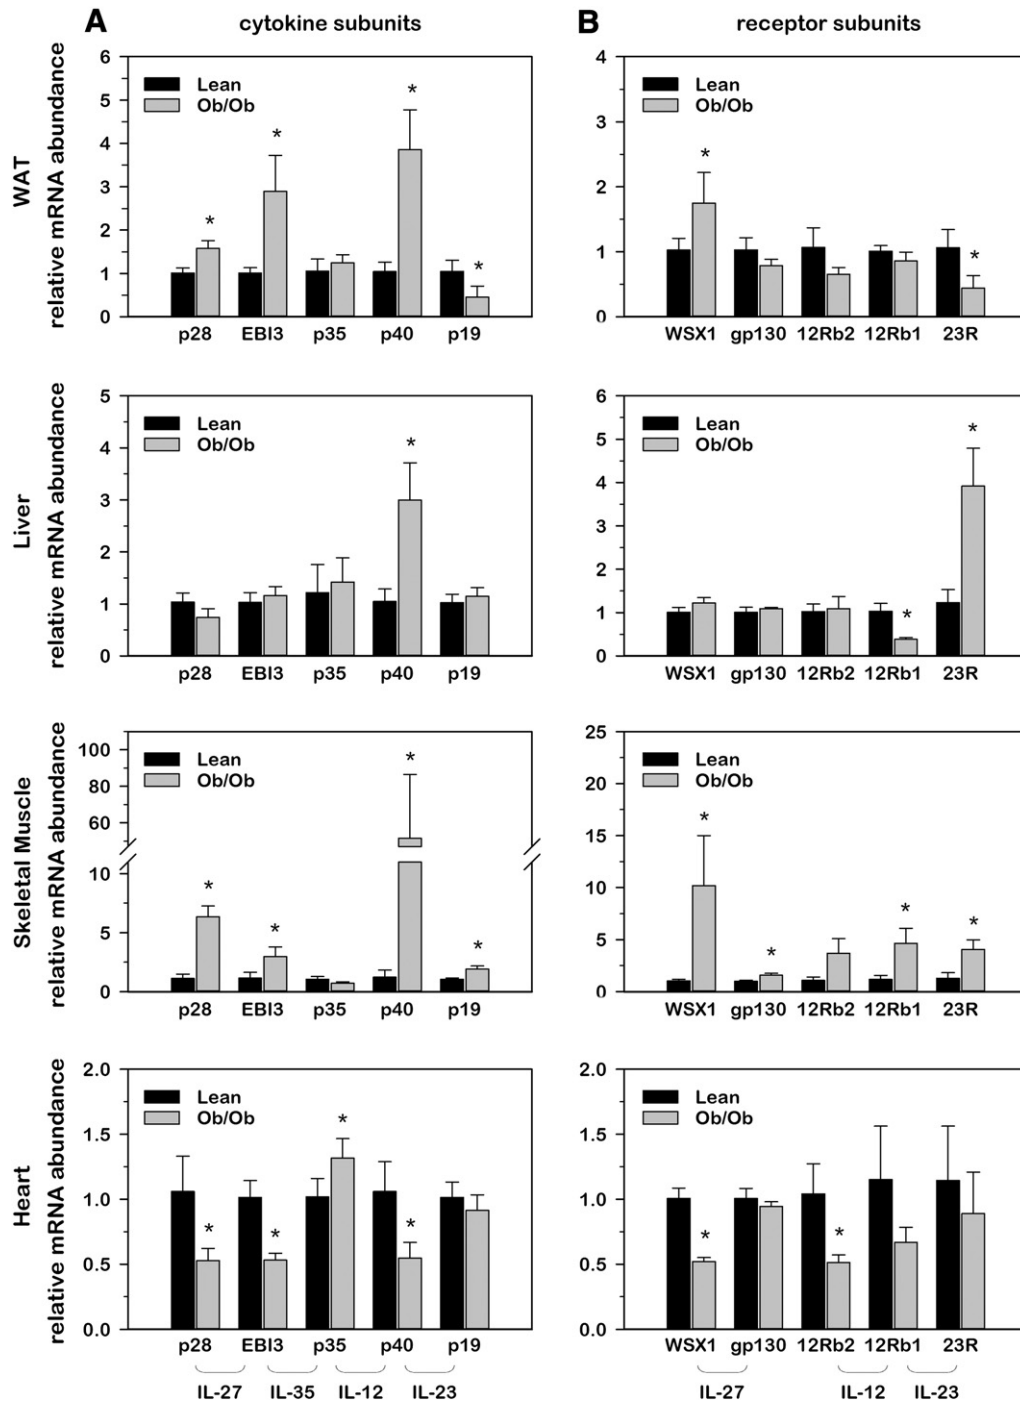 A cytokine subunits
B receptor subunits
WAT
relative mRNA abundance
6
5
4
3
2
1
0
Lean
Ob/Ob
* * * *
p28 EBI3 p35 p40 p19
4
3
2
1
0
Lean
Ob/Ob
* *
WSX1 gp130 12Rb2 12Rb1 23R
Liver
relative mRNA abundance
5
4
3
2
1
0
Lean
Ob/Ob
*
p28 EBI3 p35 p40 p19
6
5
4
3
2
1
0
Lean
Ob/Ob
* *
WSX1 gp130 12Rb2 12Rb1 23R
Skeletal Muscle
relative mRNA abundance
100
80
60
10
5
0
Lean
Ob/Ob
* * * *
p28 EBI3 p35 p40 p19
25
20
15
10
5
0
Lean
Ob/Ob
* * * *
WSX1 gp130 12Rb2 12Rb1 23R
Heart
relative mRNA abundance
2.0
1.5
1.0
0.5
0.0
Lean
Ob/Ob
* * * *
p28 EBI3 p35 p40 p19
IL-27 IL-35 IL-12 IL-23
2.0
1.5
1.0
0.5
0.0
Lean
Ob/Ob
* *
WSX1 gp130 12Rb2 12Rb1 23R
IL-27 IL-12 IL-23